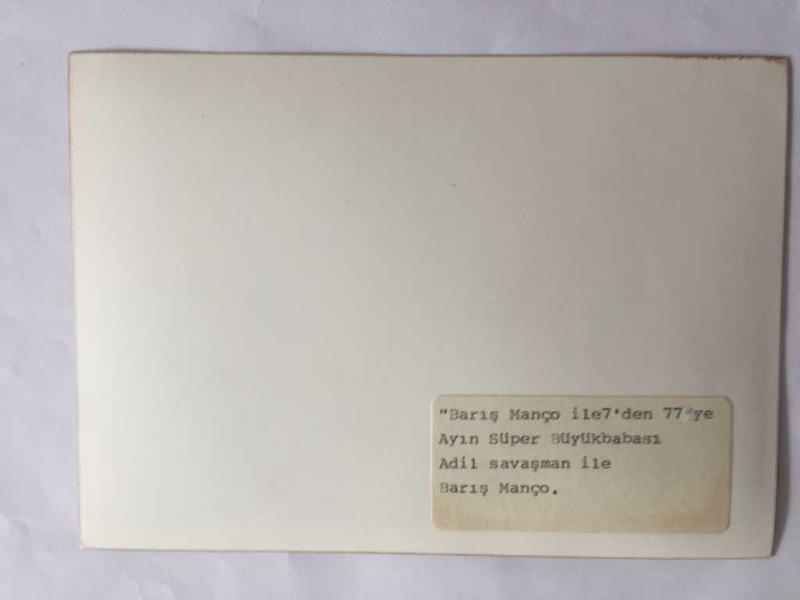 "Barış Manço ile7'den 77"ye
Ayın Süper Büyükbabası
Adil savaşman ile
Barış Manço.